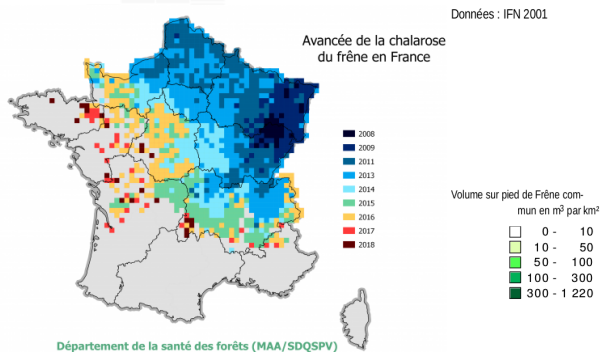 Données : IFN 2001
Avancée de la chalarose
du frêne en France
2008
2009
2011
2013
2014
2015
2016
2017
2018
Volume sur pied de Frêne com-
mun en m³ par km²
0 - 10
10 - 50
50 - 100
100 - 300
300 - 1 220
Département de la santé des forêts (MAA/SDQSPV)